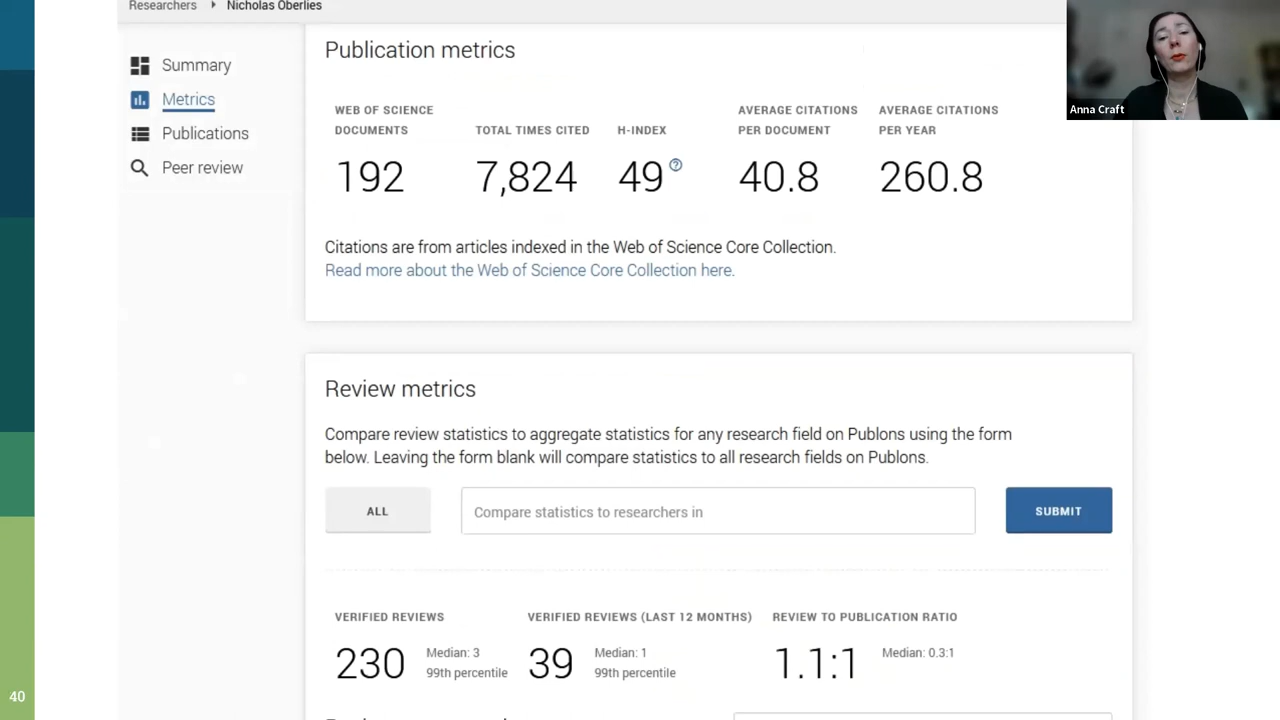 Researchers Nicholas Oberlies
Anna Craft
Summary
Metrics
Publications
Peer review
Publication metrics
WEB OF SCIENCE DOCUMENTS
192
TOTAL TIMES CITED
7,824
H-INDEX
49
AVERAGE CITATIONS PER DOCUMENT
40.8
AVERAGE CITATIONS PER YEAR
260.8
Citations are from articles indexed in the Web of Science Core Collection.
Read more about the Web of Science Core Collection here.
Review metrics
Compare review statistics to aggregate statistics for any research field on Publons using the form
below. Leaving the form blank will compare statistics to all research fields on Publons.
ALL
Compare statistics to researchers in
SUBMIT
VERIFIED REVIEWS
230
Median: 3
99th percentile
VERIFIED REVIEWS (LAST 12 MONTHS)
39
Median: 1
99th percentile
REVIEW TO PUBLICATION RATIO
1.1:1
Median: 0.3:1
40